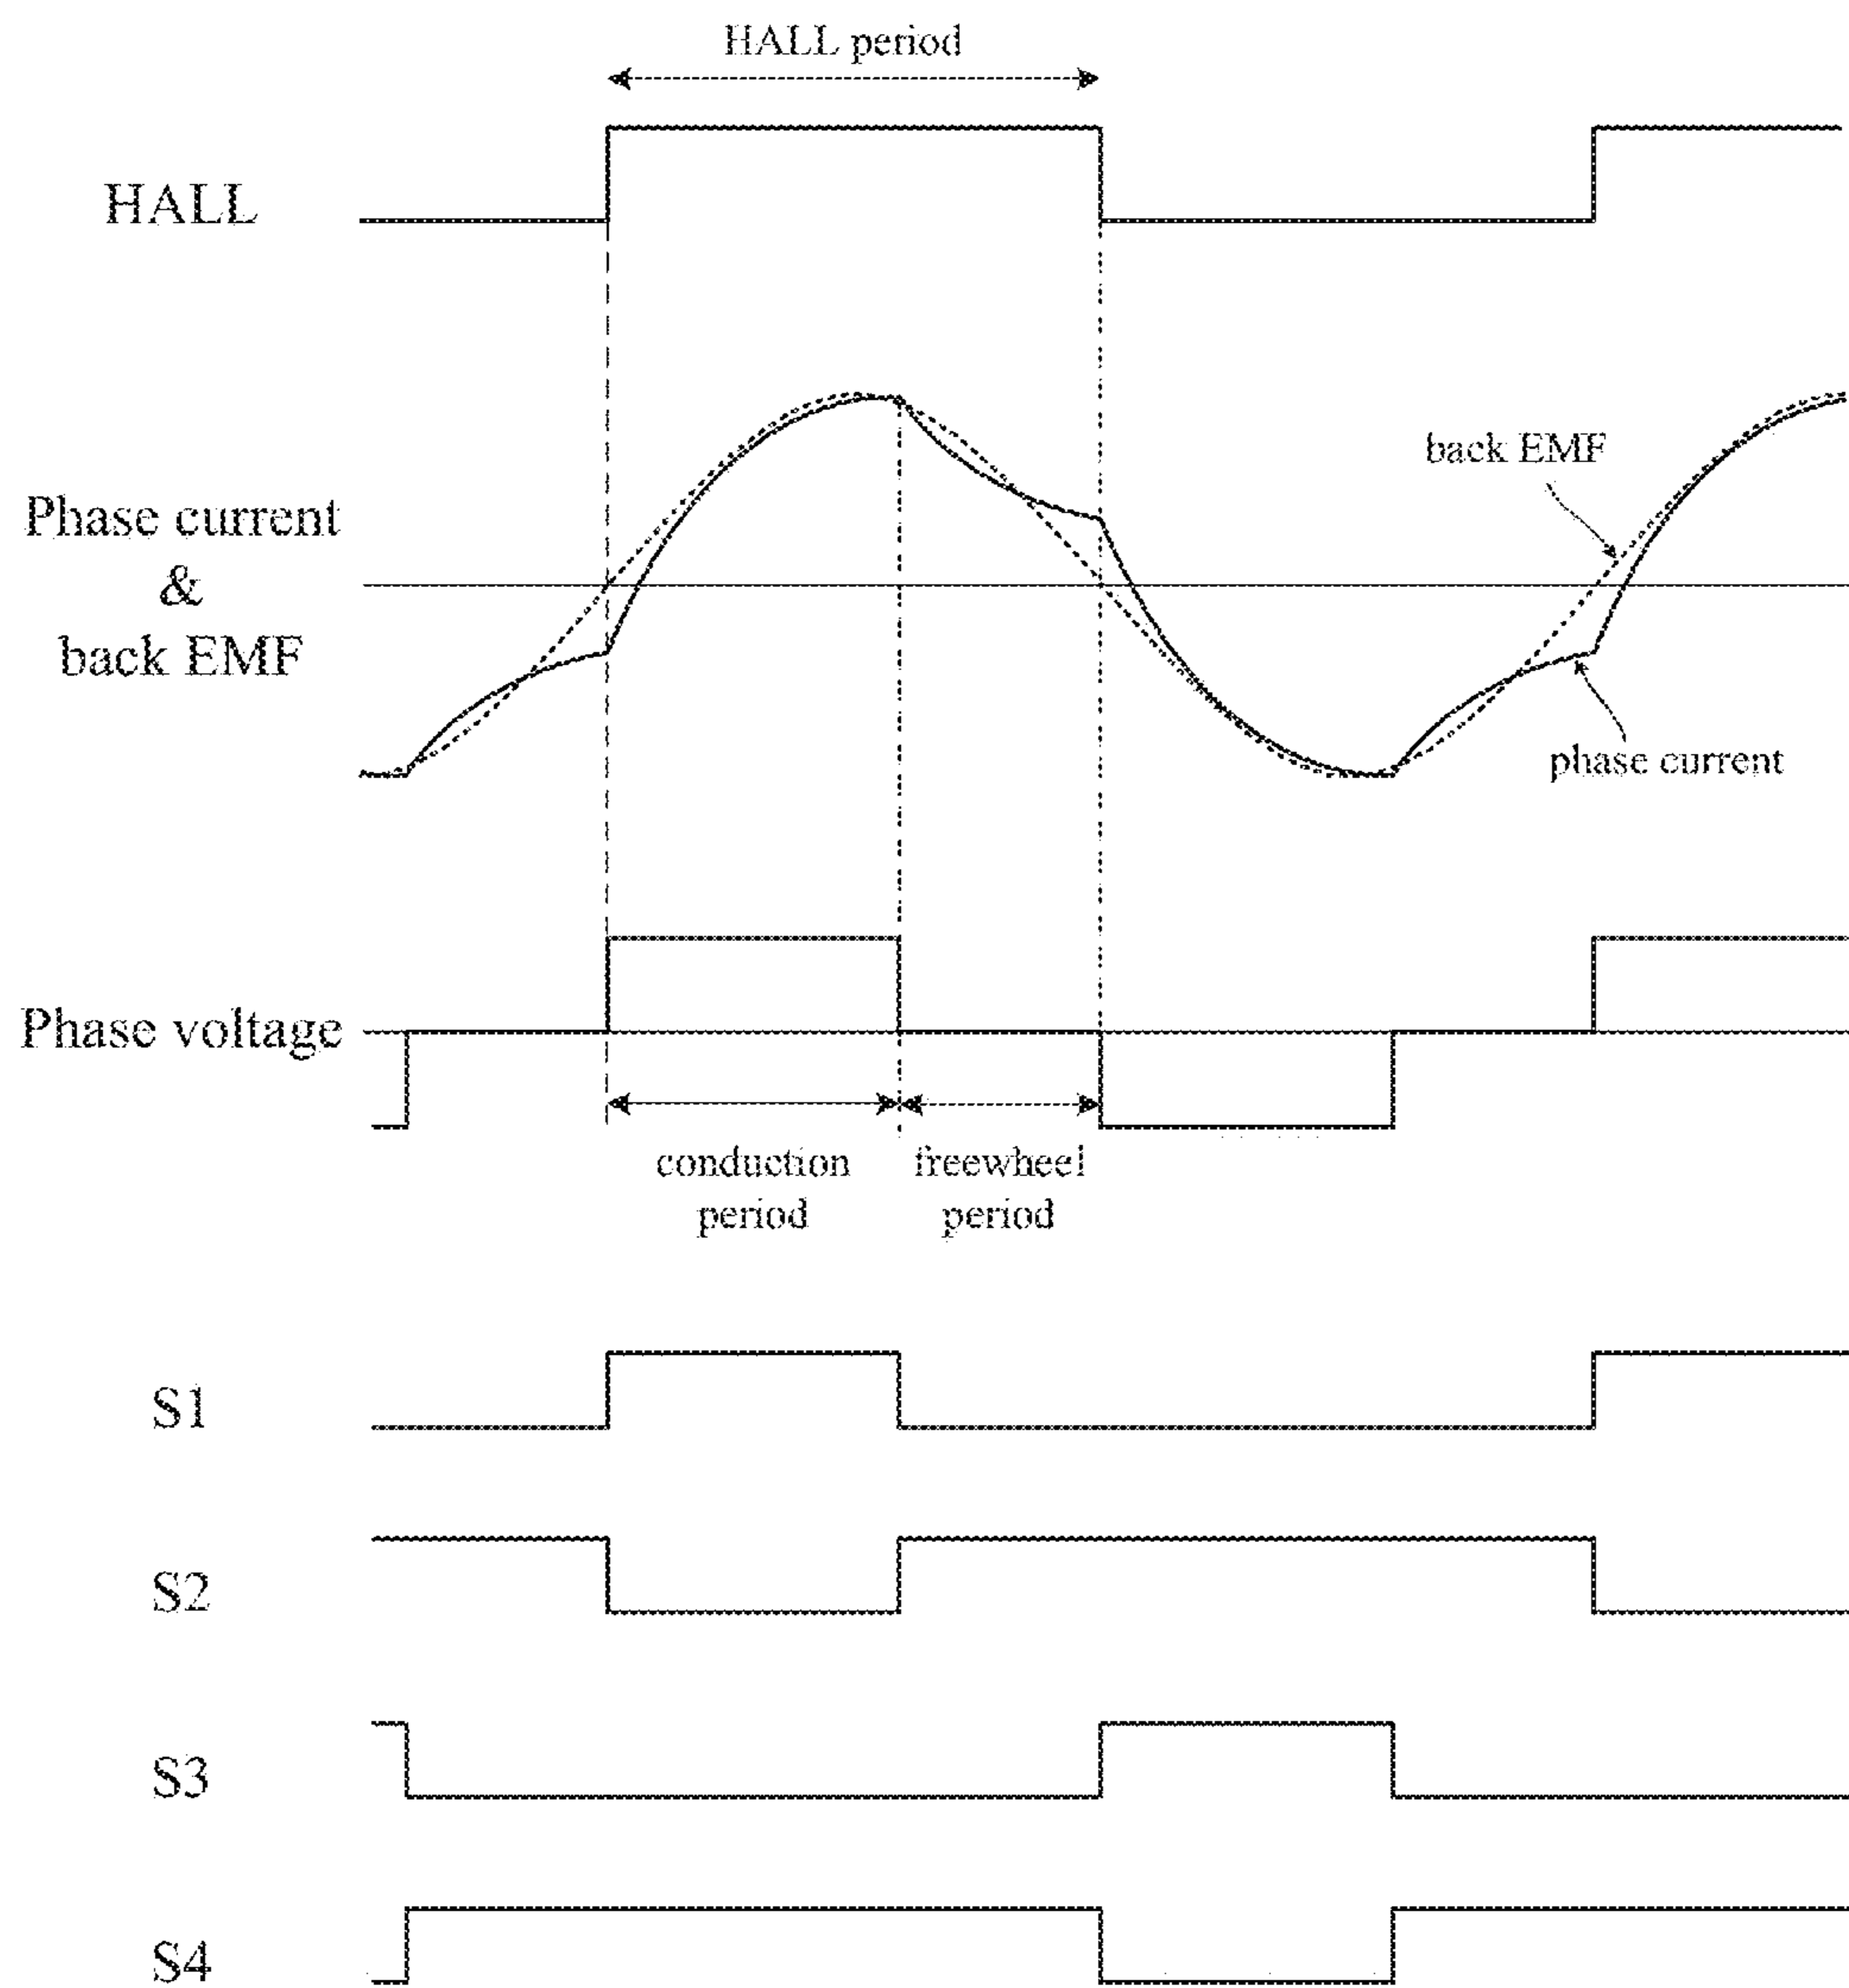 HALL period
HALL
back EMF
Phase current
&
back EMF
phase current
Phase voltage
conduction
period
freewheel
period
S1
S2
S3
S4